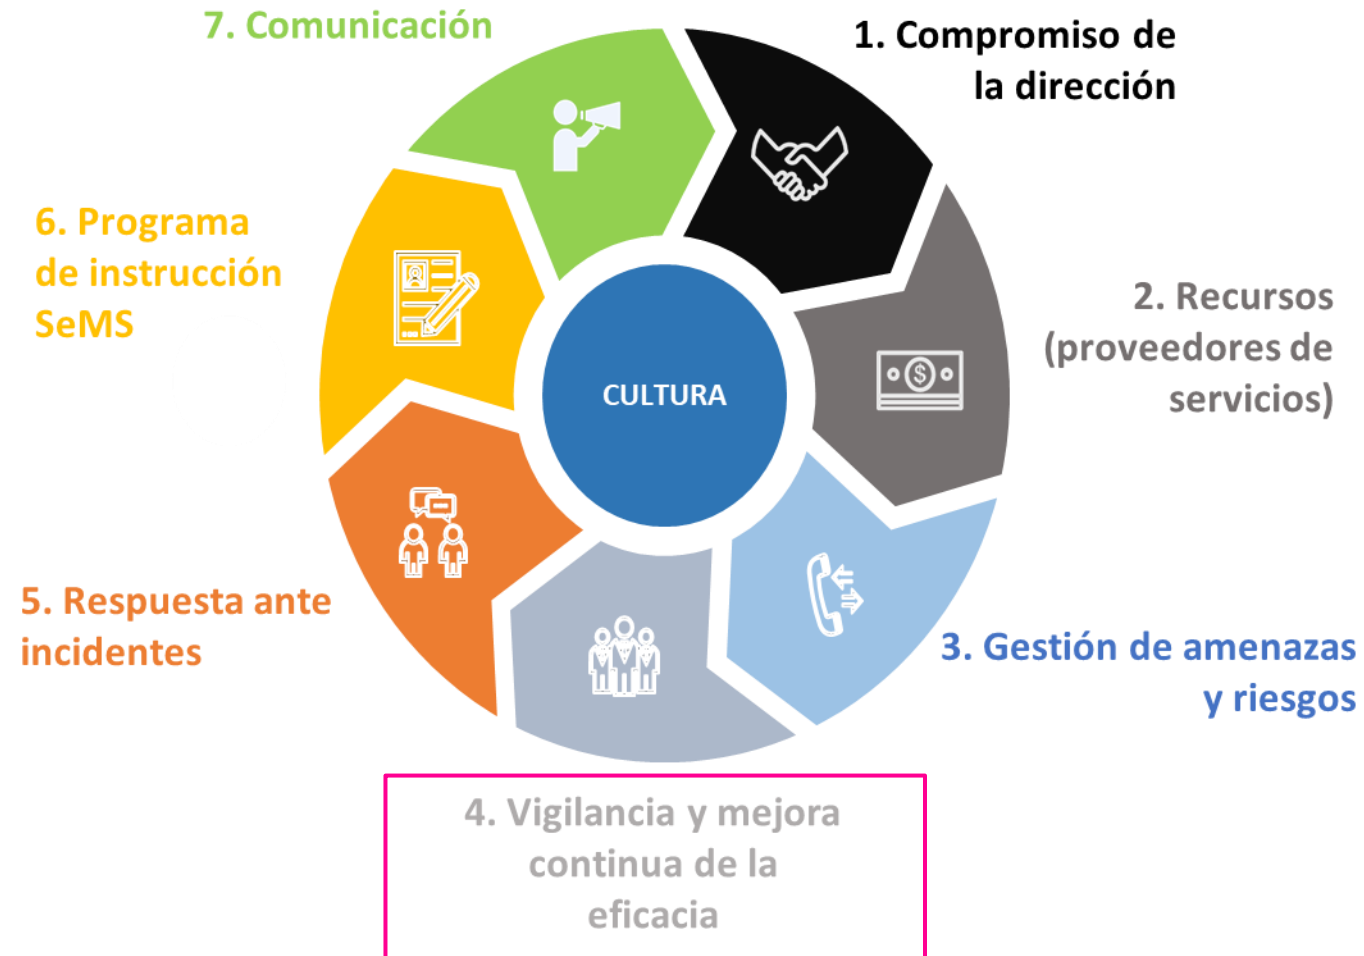 7. Comunicación
1. Compromiso de
la dirección
6. Programa
de instrucción
SeMS
2. Recursos
(proveedores de
servicios)
$
CULTURA
5. Respuesta ante
incidentes
3. Gestión de amenazas
y riesgos
4. Vigilancia y mejora
continua de la
eficacia